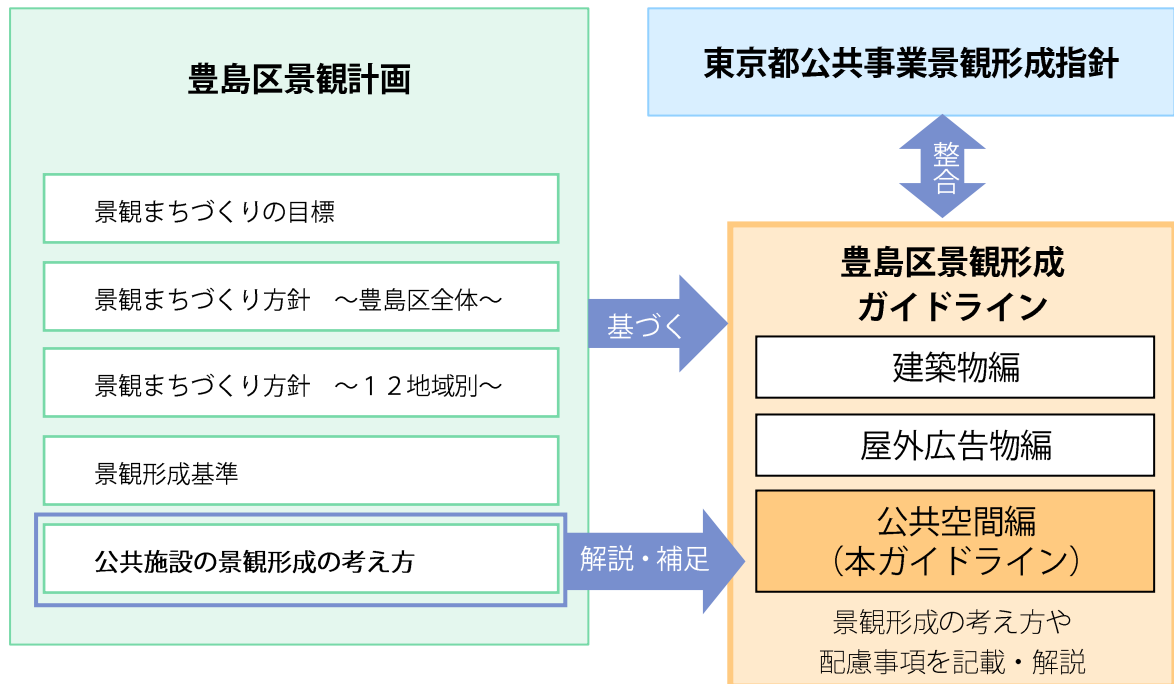 豊島区景観計画
景観まちづくりの目標
景観まちづくり方針　～豊島区全体～
景観まちづくり方針　～１２地域別～
景観形成基準
公共施設の景観形成の考え方
基づく
解説・補足
東京都公共事業景観形成指針
整合
豊島区景観形成
ガイドライン
建築物編
屋外広告物編
公共空間編
（本ガイドライン）
景観形成の考え方や
配慮事項を記載・解説